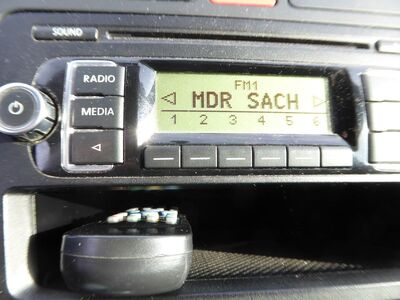 SOUND
RADIO
MEDIA
FM1
MDR SACH
1 2 3 4 5 6